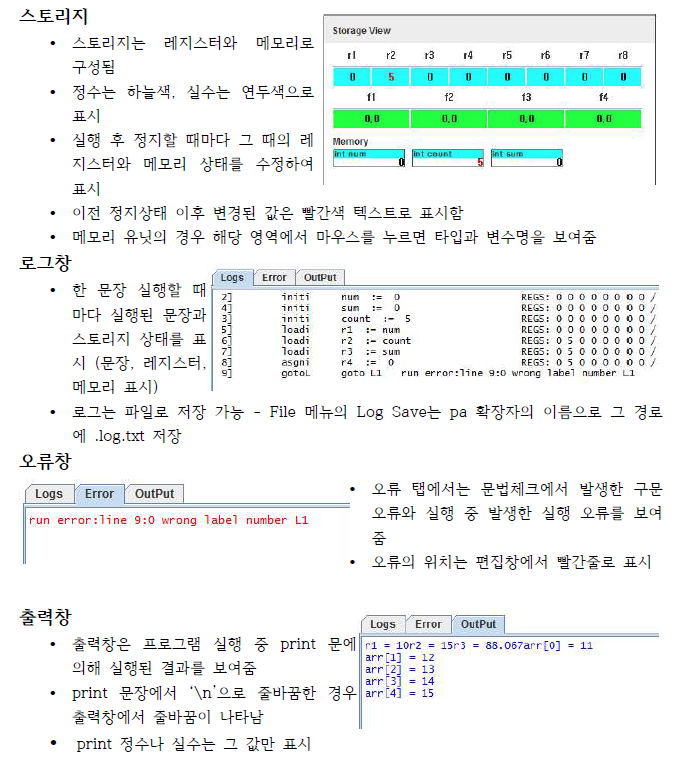 스토리지
• 스토리지는 레지스터와 메모리로
구성됨
• 정수는 하늘색, 실수는 연두색으로
표시
• 실행 후 정지할 때마다 그 때의 레
지스터와 메모리 상태를 수정하여
표시
Storage View
r1 r2 r3 r4 r5 r6 r7 r8
0 5 0 0 0 0 0 0
f1 f2 f3 f4
0.0 0.0 0.0 0.0
Memory
int num int count int sum
0 5 0
• 이전 정지상태 이후 변경된 값은 빨간색 텍스트로 표시함
• 메모리 유닛의 경우 해당 영역에서 마우스를 누르면 타입과 변수명을 보여줌
로그창
• 한 문장 실행할 때
마다 실행된 문장과
스토리지 상태를 표
시 (문장, 레지스터,
메모리 표시)
Logs Error OutPut
2] initi num := 0 REGS: 0 0 0 0 0 0 0 0 /
4] initi sum := 0 REGS: 0 0 0 0 0 0 0 0 /
3] initi count := 5 REGS: 0 0 0 0 0 0 0 0 /
5] loadi r1 := num REGS: 0 0 0 0 0 0 0 0 /
6] loadi r2 := count REGS: 0 5 0 0 0 0 0 0 /
7] loadi r3 := sum REGS: 0 5 0 0 0 0 0 0 /
8] asgni r4 := 0 REGS: 0 5 0 0 0 0 0 0 /
9] gotoL goto L1 run error:line 9:0 wrong label number L1
• 로그는 파일로 저장 가능 - File 메뉴의 Log Save는 pa 확장자의 이름으로 그 경로
에 .log.txt 저장
오류창
Logs Error OutPut
run error:line 9:0 wrong label number L1
• 오류 탭에서는 문법체크에서 발생한 구문
오류와 실행 중 발생한 실행 오류를 보여
줌
• 오류의 위치는 편집창에서 빨간줄로 표시
출력창
• 출력창은 프로그램 실행 중 print 문에
의해 실행된 결과를 보여줌
• print 문장에서 ‘\n’으로 줄바꿈한 경우
출력창에서 줄바꿈이 나타남
• print 정수나 실수는 그 값만 표시
Logs Error OutPut
r1 = 10r2 = 15r3 = 88.067arr[0] = 11
arr[1] = 12
arr[2] = 13
arr[3] = 14
arr[4] = 15